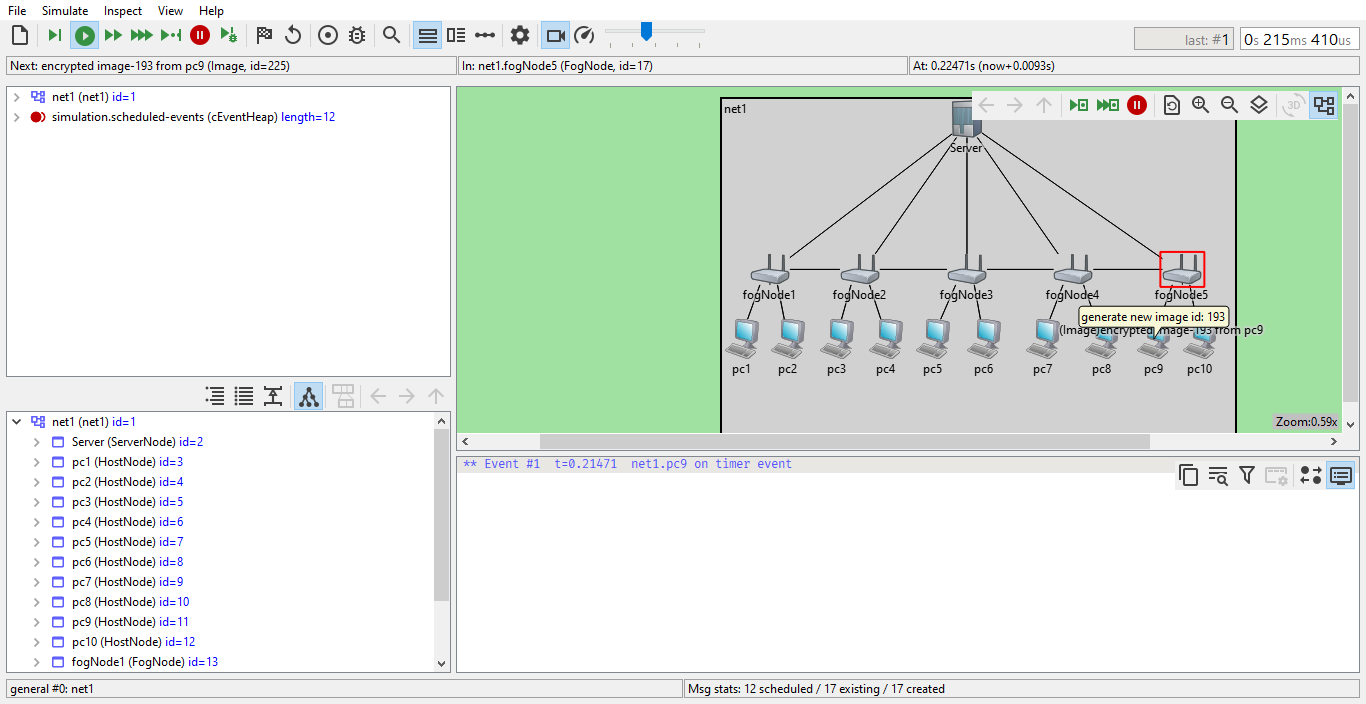 File Simulate Inspect View Help
last: #1 0s 215ms 410us
Next: encrypted image-193 from pc9 (Image, id=225) In: net1.fogNode5 (FogNode, id=17) At: 0.22471s (now+0.0093s)
net1 (net1) id=1
simulation.scheduled-events (cEventHeap) length=12
net1
3D
Server
fogNode1 fogNode2 fogNode3 fogNode4 fogNode5
generate new image id: 193
(Image)encrypted image-193 from pc9
pc1 pc2 pc3 pc4 pc5 pc6 pc7 pc8 pc9 pc10
Zoom:0.59x
net1 (net1) id=1
Server (ServerNode) id=2
pc1 (HostNode) id=3
pc2 (HostNode) id=4
pc3 (HostNode) id=5
pc4 (HostNode) id=6
pc5 (HostNode) id=7
pc6 (HostNode) id=8
pc7 (HostNode) id=9
pc8 (HostNode) id=10
pc9 (HostNode) id=11
pc10 (HostNode) id=12
fogNode1 (FogNode) id=13
** Event #1 t=0.21471 net1.pc9 on timer event
general #0: net1 Msg stats: 12 scheduled / 17 existing / 17 created